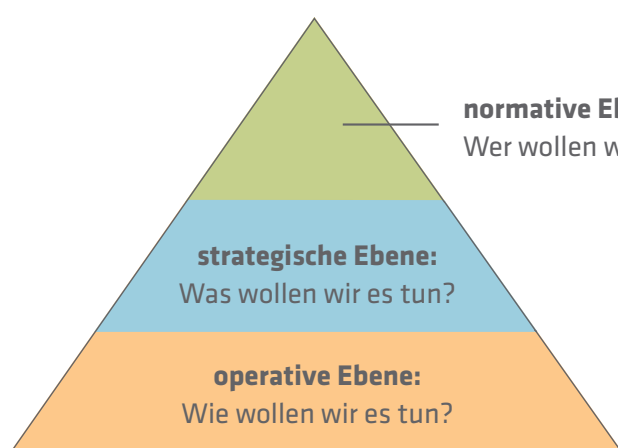 normative
Wer wollen
strategische Ebene:
Was wollen wir es tun?
operative Ebene:
Wie wollen wir es tun?